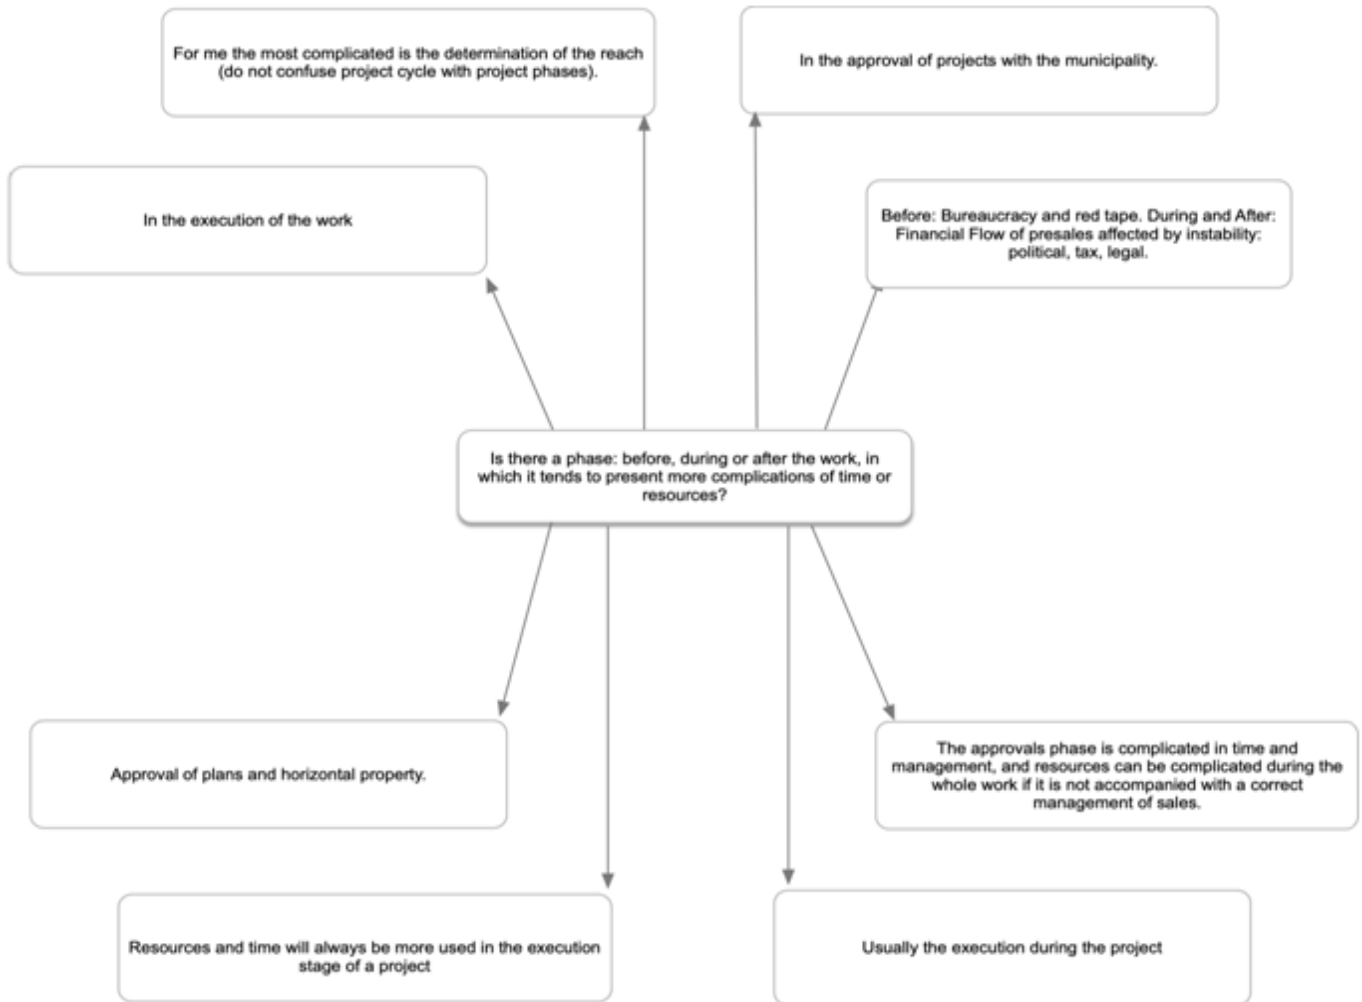 For me the most complicated is the determination of the reach
(do not confuse project cycle with project phases).
In the approval of projects with the municipality.
In the execution of the work
Before: Bureaucracy and red tape. During and After:
Financial Flow of presales affected by instability:
political, tax, legal.
Is there a phase: before, during or after the work, in
which it tends to present more complications of time or
resources?
Approval of plans and horizontal property.
The approvals phase is complicated in time and
management, and resources can be complicated during the
whole work if it is not accompanied with a correct
management of sales.
Resources and time will always be more used in the execution
stage of a project
Usually the execution during the project